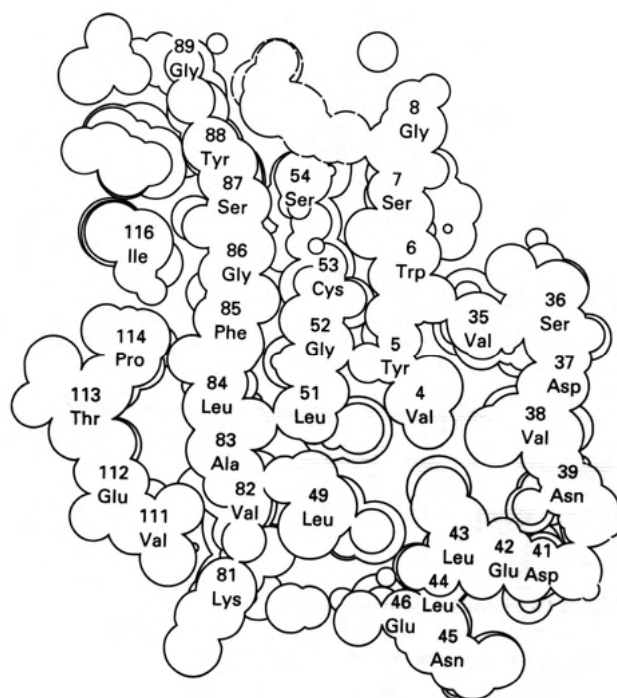 89
Gly
8
Gly
88
Tyr
87
Ser
54
Ser
7
Ser
116
Ile
86
Gly
53
Cys
6
Trp
85
Phe
52
Gly
35
Val
36
Ser
114
Pro
5
Tyr
37
Asp
113
Thr
84
Leu
51
Leu
4
Val
38
Val
83
Ala
112
Glu
82
Val
49
Leu
39
Asn
111
Val
43
Leu
42
Glu
41
Asp
81
Lys
44
Leu
46
Glu
45
Asn